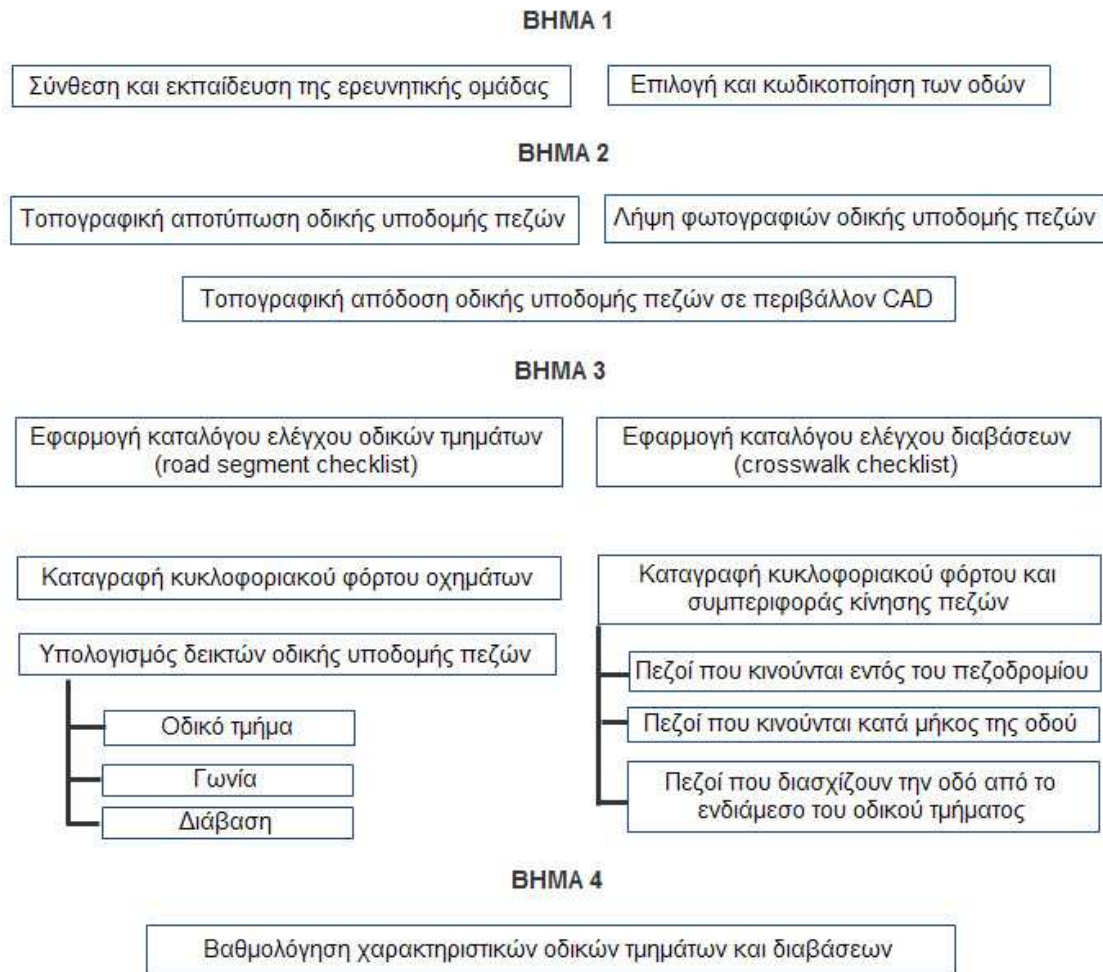 ΒΗΜΑ 1
Σύνθεση και εκπαίδευση της ερευνητικής ομάδας
Επιλογή και κωδικοποίηση των οδών
ΒΗΜΑ 2
Τοπογραφική αποτύπωση οδικής υποδομής πεζών
Λήψη φωτογραφιών οδικής υποδομής πεζών
Τοπογραφική απόδοση οδικής υποδομής πεζών σε περιβάλλον CAD
ΒΗΜΑ 3
Εφαρμογή καταλόγου ελέγχου οδικών τμημάτων
(road segment checklist)
Εφαρμογή καταλόγου ελέγχου διαβάσεων
(crosswalk checklist)
Καταγραφή κυκλοφοριακού φόρτου οχημάτων
Υπολογισμός δεικτών οδικής υποδομής πεζών
Οδικό τμήμα
Γωνία
Διάβαση
Καταγραφή κυκλοφοριακού φόρτου και
συμπεριφοράς κίνησης πεζών
Πεζοί που κινούνται εντός του πεζοδρομίου
Πεζοί που κινούνται κατά μήκος της οδού
Πεζοί που διασχίζουν την οδό από το
ενδιάμεσο του οδικού τμήματος
ΒΗΜΑ 4
Βαθμολόγηση χαρακτηριστικών οδικών τμημάτων και διαβάσεων